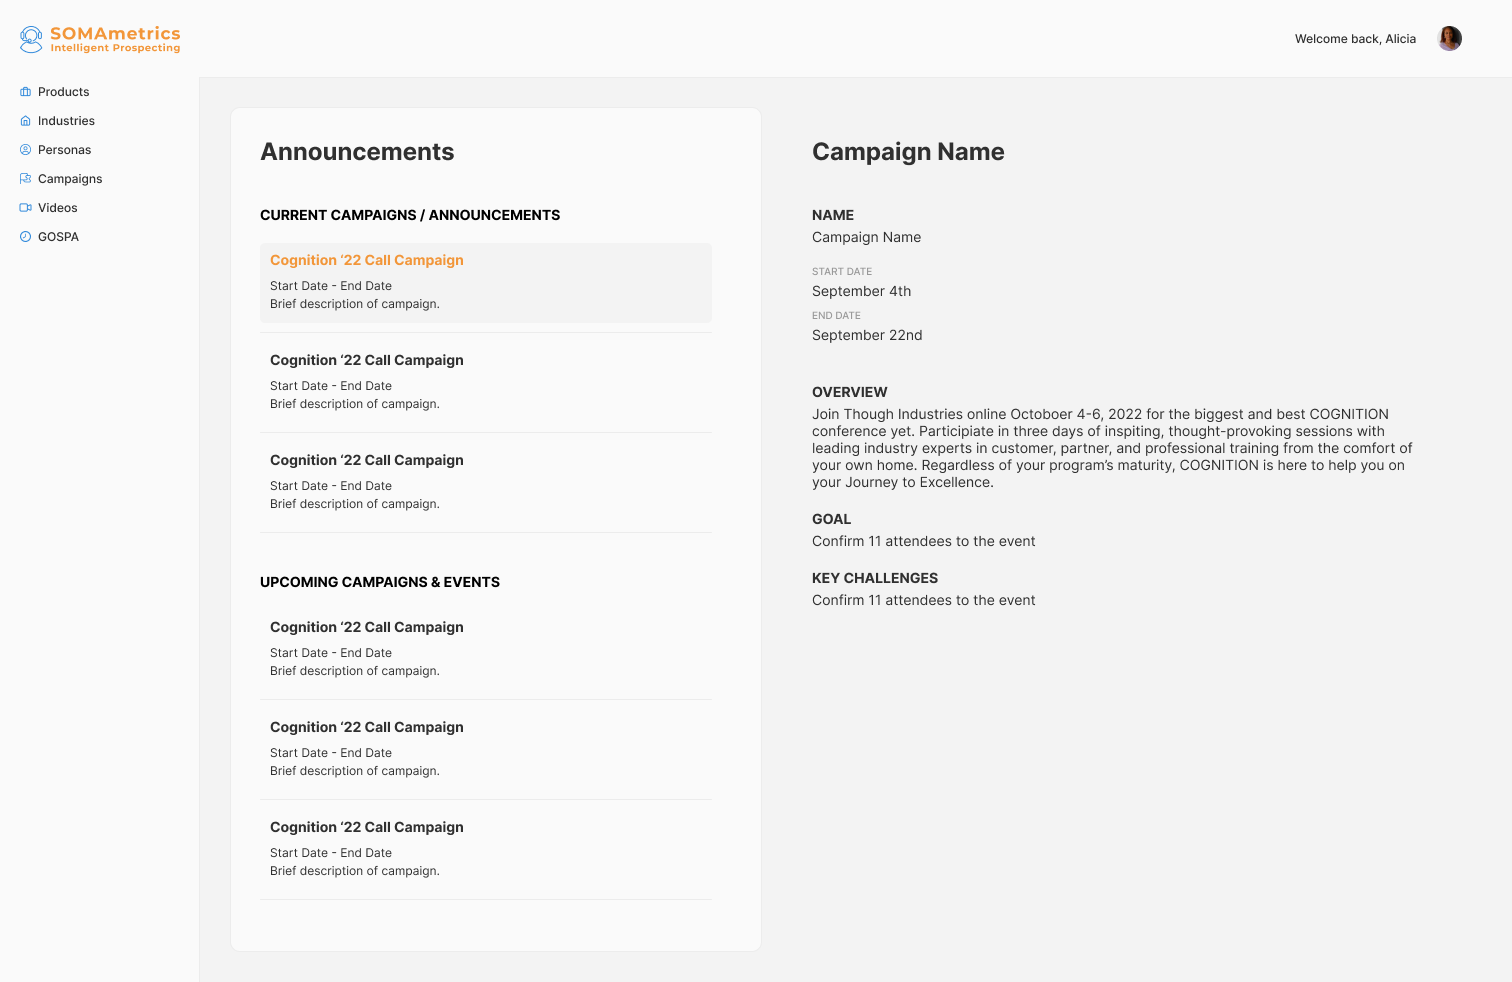 SOMAmetrics
Intelligent Prospecting
Welcome back, Alicia
Products
Industries
Personas
Campaigns
Videos
GOSPA
Announcements
CURRENT CAMPAIGNS / ANNOUNCEMENTS
Cognition ‘22 Call Campaign
Start Date - End Date
Brief description of campaign.
Cognition ‘22 Call Campaign
Start Date - End Date
Brief description of campaign.
Cognition ‘22 Call Campaign
Start Date - End Date
Brief description of campaign.
UPCOMING CAMPAIGNS & EVENTS
Cognition ‘22 Call Campaign
Start Date - End Date
Brief description of campaign.
Cognition ‘22 Call Campaign
Start Date - End Date
Brief description of campaign.
Cognition ‘22 Call Campaign
Start Date - End Date
Brief description of campaign.
Campaign Name
NAME
Campaign Name
START DATE
September 4th
END DATE
September 22nd
OVERVIEW
Join Though Industries online Octoboer 4-6, 2022 for the biggest and best COGNITION
conference yet. Participiate in three days of inspiting, thought-provoking sessions with
leading industry experts in customer, partner, and professional training from the comfort of
your own home. Regardless of your program’s maturity, COGNITION is here to help you on
your Journey to Excellence.
GOAL
Confirm 11 attendees to the event
KEY CHALLENGES
Confirm 11 attendees to the event